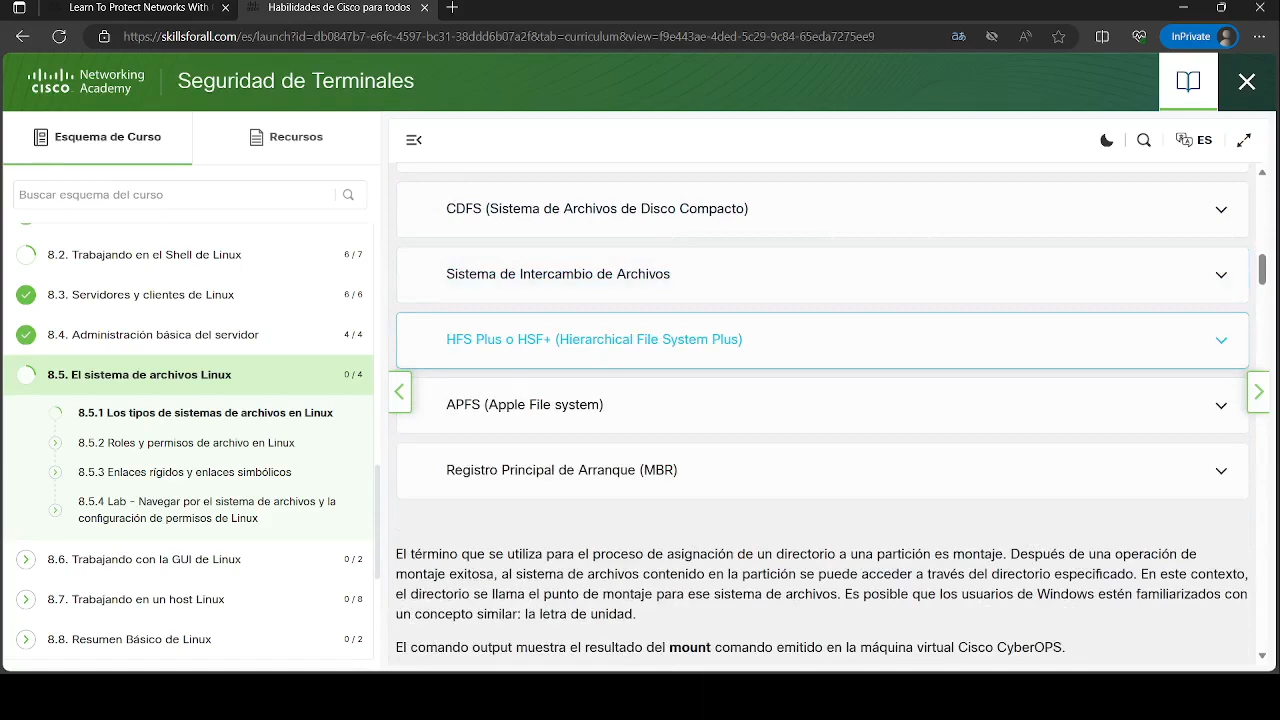 Learn To Protect Networks With
Habilidades de Cisco para todos
https://skillsforall.com/es/launch?id=db0847b7-e6fc-4597-bc31-38ddd6b07a2f&tab=curriculum&view=f9e443ae-4ded-5c29-9c84-65eda7275ee9
InPrivate
CISCO Networking Academy
Seguridad de Terminales
Esquema de Curso
Recursos
ES
Buscar esquema del curso
8.2. Trabajando en el Shell de Linux 6 / 7
8.3. Servidores y clientes de Linux 6 / 6
8.4. Administración básica del servidor 4 / 4
8.5. El sistema de archivos Linux 0 / 4
8.5.1 Los tipos de sistemas de archivos en Linux
8.5.2 Roles y permisos de archivo en Linux
8.5.3 Enlaces rígidos y enlaces simbólicos
8.5.4 Lab - Navegar por el sistema de archivos y la
configuración de permisos de Linux
8.6. Trabajando con la GUI de Linux 0 / 2
8.7. Trabajando en un host Linux 0 / 8
8.8. Resumen Básico de Linux 0 / 2
CDFS (Sistema de Archivos de Disco Compacto)
Sistema de Intercambio de Archivos
HFS Plus o HSF+ (Hierarchical File System Plus)
APFS (Apple File system)
Registro Principal de Arranque (MBR)
El término que se utiliza para el proceso de asignación de un directorio a una partición es montaje. Después de una operación de
montaje exitosa, al sistema de archivos contenido en la partición se puede acceder a través del directorio especificado. En este contexto,
el directorio se llama el punto de montaje para ese sistema de archivos. Es posible que los usuarios de Windows estén familiarizados con
un concepto similar: la letra de unidad.
El comando output muestra el resultado del mount comando emitido en la máquina virtual Cisco CyberOPS.